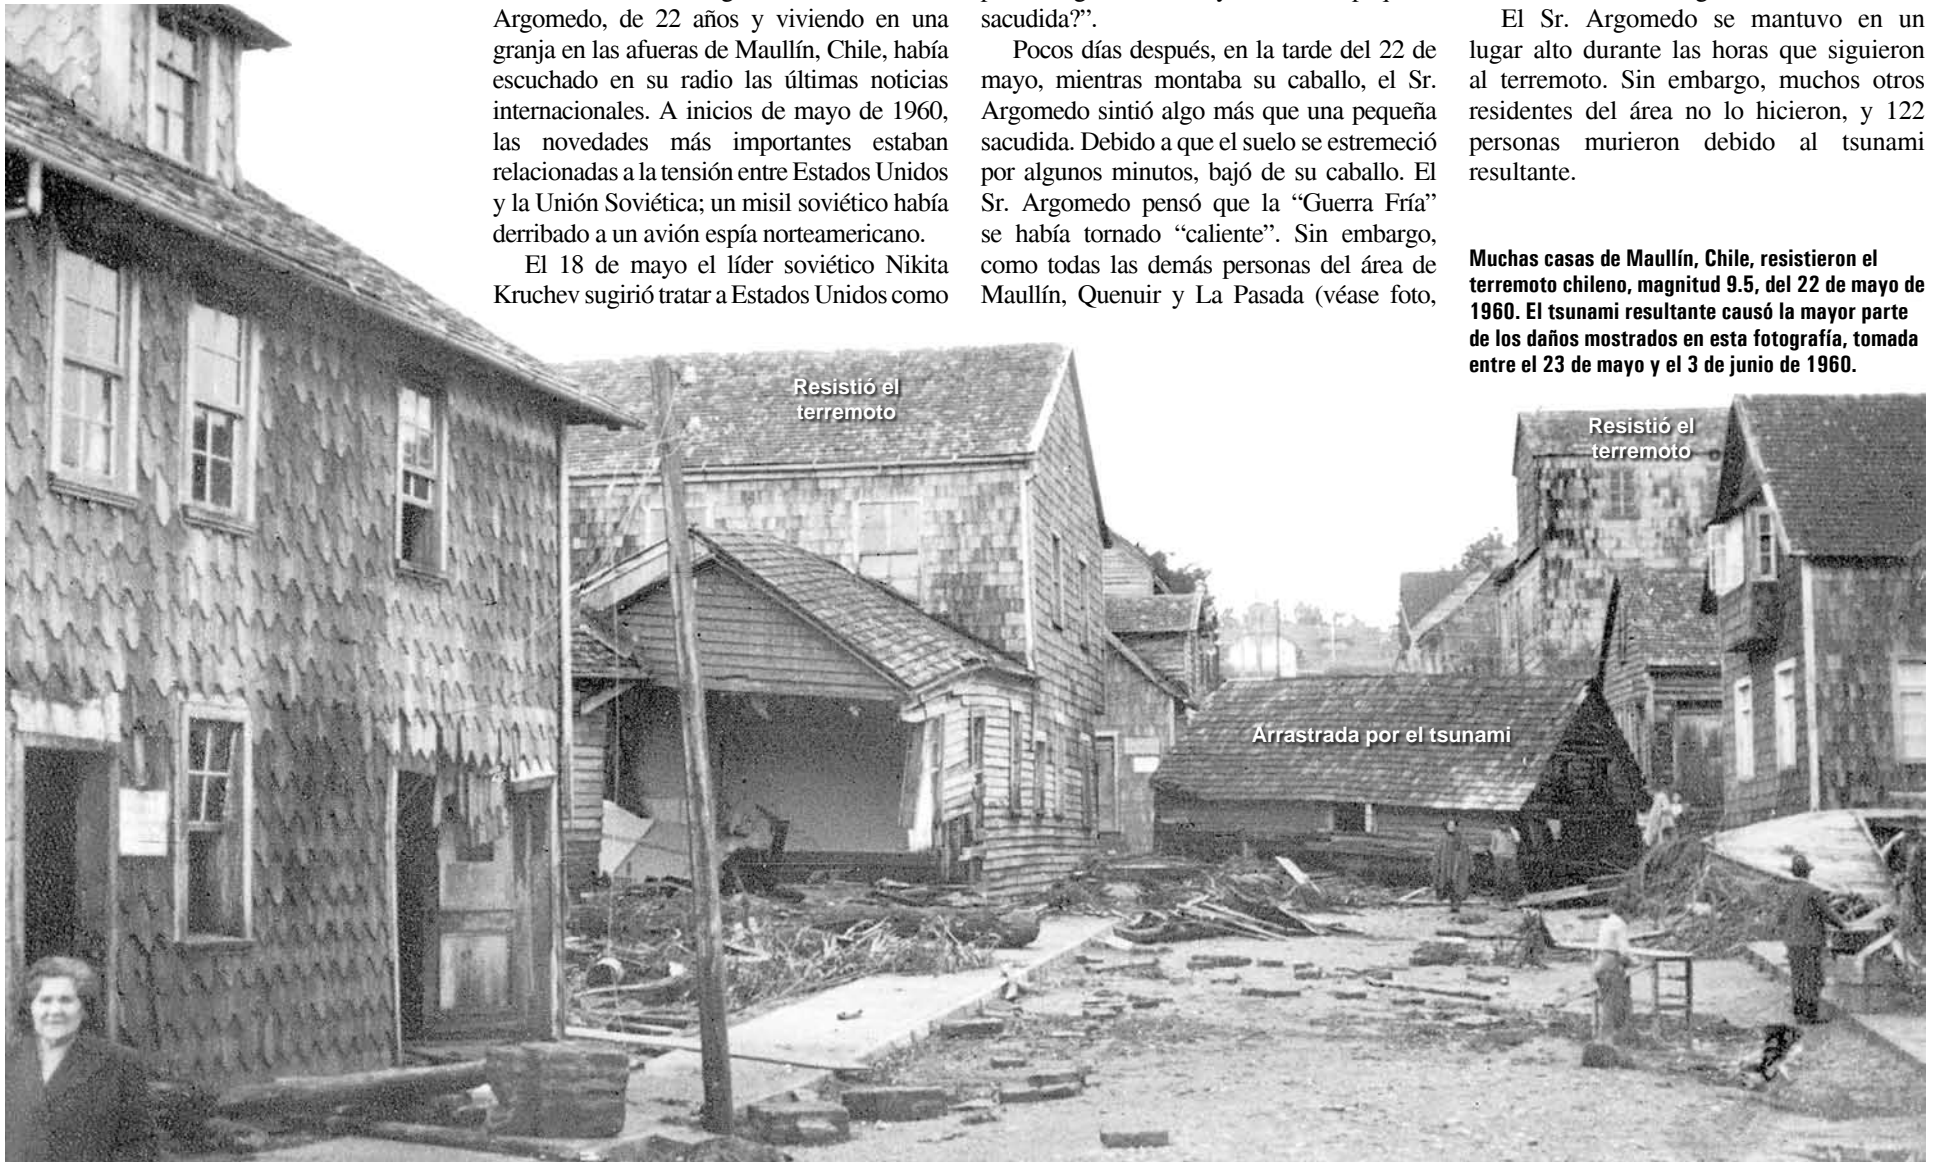 Argomedo, de 22 años y viviendo en una
granja en las afueras de Maullín, Chile, había
escuchado en su radio las últimas noticias
internacionales. A inicios de mayo de 1960,
las novedades más importantes estaban
relacionadas a la tensión entre Estados Unidos
y la Unión Soviética; un misil soviético había
derribado a un avión espía norteamericano.
El 18 de mayo el líder soviético Nikita
Kruchev sugirió tratar a Estados Unidos como
sacudida?”.
Pocos días después, en la tarde del 22 de
mayo, mientras montaba su caballo, el Sr.
Argomedo sintió algo más que una pequeña
sacudida. Debido a que el suelo se estremeció
por algunos minutos, bajó de su caballo. El
Sr. Argomedo pensó que la “Guerra Fría”
se había tornado “caliente”. Sin embargo,
como todas las demás personas del área de
Maullín, Quenuir y La Pasada (véase foto,
El Sr. Argomedo se mantuvo en un
lugar alto durante las horas que siguieron
al terremoto. Sin embargo, muchos otros
residentes del área no lo hicieron, y 122
personas murieron debido al tsunami
resultante.
Muchas casas de Maullín, Chile, resistieron el
terremoto chileno, magnitud 9.5, del 22 de mayo de
1960. El tsunami resultante causó la mayor parte
de los daños mostrados en esta fotografía, tomada
entre el 23 de mayo y el 3 de junio de 1960.
Resistió el
terremoto
Resistió el
terremoto
Arrastrada por el tsunami